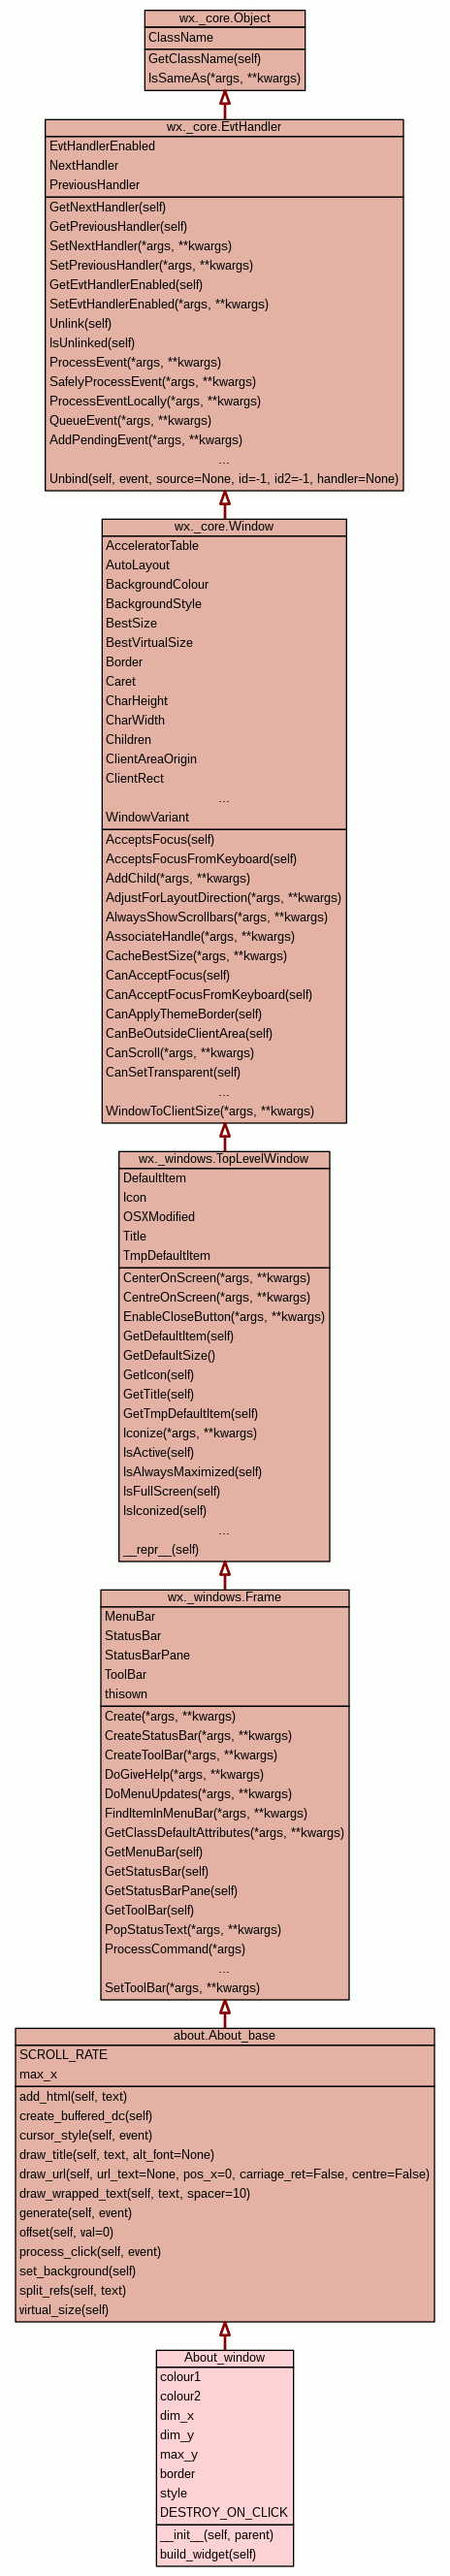 wx._core.Object
ClassName
GetClassName(self)
IsSameAs(*args, **kwargs)
wx._core.EvtHandler
EvtHandlerEnabled
NextHandler
PreviousHandler
GetNextHandler(self)
GetPreviousHandler(self)
SetNextHandler(*args, **kwargs)
SetPreviousHandler(*args, **kwargs)
GetEvtHandlerEnabled(self)
SetEvtHandlerEnabled(*args, **kwargs)
Unlink(self)
IsUnlinked(self)
ProcessEvent(*args, **kwargs)
SafelyProcessEvent(*args, **kwargs)
ProcessEventLocally(*args, **kwargs)
QueueEvent(*args, **kwargs)
AddPendingEvent(*args, **kwargs)
...
Unbind(self, event, source=None, id=-1, id2=-1, handler=None)
wx._core.Window
AcceleratorTable
AutoLayout
BackgroundColour
BackgroundStyle
BestSize
BestVirtualSize
Border
Caret
CharHeight
CharWidth
Children
ClientAreaOrigin
ClientRect
...
WindowVariant
AcceptsFocus(self)
AcceptsFocusFromKeyboard(self)
AddChild(*args, **kwargs)
AdjustForLayoutDirection(*args, **kwargs)
AlwaysShowScrollbars(*args, **kwargs)
AssociateHandle(*args, **kwargs)
CacheBestSize(*args, **kwargs)
CanAcceptFocus(self)
CanAcceptFocusFromKeyboard(self)
CanApplyThemeBorder(self)
CanBeOutsideClientArea(self)
CanScroll(*args, **kwargs)
CanSetTransparent(self)
...
WindowToClientSize(*args, **kwargs)
wx._windows.TopLevelWindow
DefaultItem
Icon
OSXModified
Title
TmpDefaultItem
CenterOnScreen(*args, **kwargs)
CentreOnScreen(*args, **kwargs)
EnableCloseButton(*args, **kwargs)
GetDefaultItem(self)
GetDefaultSize()
GetIcon(self)
GetTitle(self)
GetTmpDefaultItem(self)
Iconize(*args, **kwargs)
IsActive(self)
IsAlwaysMaximized(self)
IsFullScreen(self)
IsIconized(self)
...
__repr__(self)
wx._windows.Frame
MenuBar
StatusBar
StatusBarPane
ToolBar
thisown
Create(*args, **kwargs)
CreateStatusBar(*args, **kwargs)
CreateToolBar(*args, **kwargs)
DoGiveHelp(*args, **kwargs)
DoMenuUpdates(*args, **kwargs)
FindItemInMenuBar(*args, **kwargs)
GetClassDefaultAttributes(*args, **kwargs)
GetMenuBar(self)
GetStatusBar(self)
GetStatusBarPane(self)
GetToolBar(self)
PopStatusText(*args, **kwargs)
ProcessCommand(*args)
...
SetToolBar(*args, **kwargs)
about.About_base
SCROLL_RATE
max_x
add_html(self, text)
create_buffered_dc(self)
cursor_style(self, event)
draw_title(self, text, alt_font=None)
draw_url(self, url_text=None, pos_x=0, carriage_ret=False, centre=False)
draw_wrapped_text(self, text, spacer=10)
generate(self, event)
offset(self, val=0)
process_click(self, event)
set_background(self)
split_refs(self, text)
virtual_size(self)
About_window
colour1
colour2
dim_x
dim_y
max_y
border
style
DESTROY_ON_CLICK
__init__(self, parent)
build_widget(self)